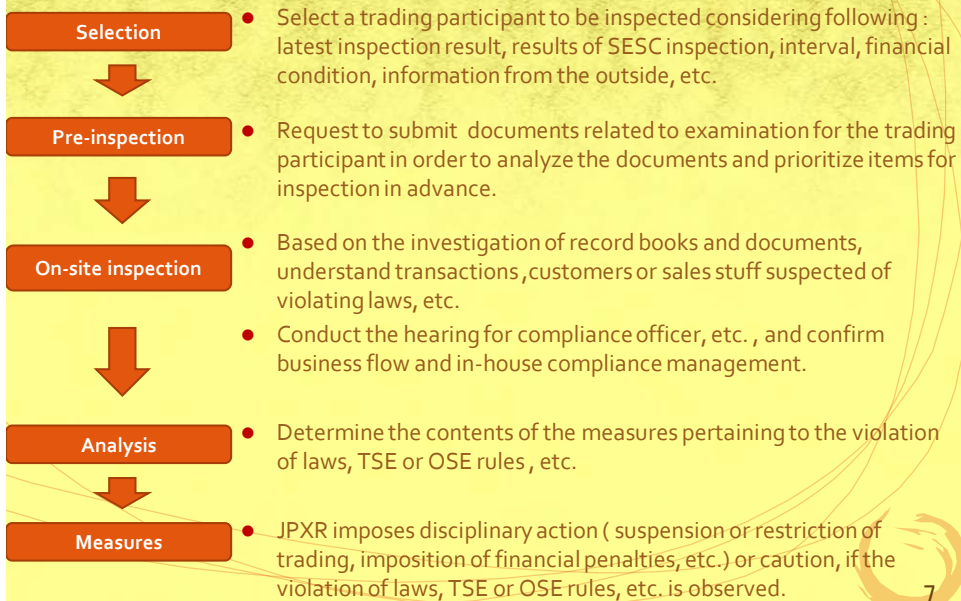 Selection
● Select a trading participant to be inspected considering following :
latest inspection result, results of SESC inspection, interval, financial
condition, information from the outside, etc.
Pre-inspection
● Request to submit documents related to examination for the trading
participant in order to analyze the documents and prioritize items for
inspection in advance.
On-site inspection
● Based on the investigation of record books and documents,
understand transactions ,customers or sales stuff suspected of
violating laws, etc.
● Conduct the hearing for compliance officer, etc. , and confirm
business flow and in-house compliance management.
Analysis
● Determine the contents of the measures pertaining to the violation
of laws, TSE or OSE rules , etc.
Measures
● JPXR imposes disciplinary action ( suspension or restriction of
trading, imposition of financial penalties, etc.) or caution, if the
violation of laws, TSE or OSE rules, etc. is observed.
7